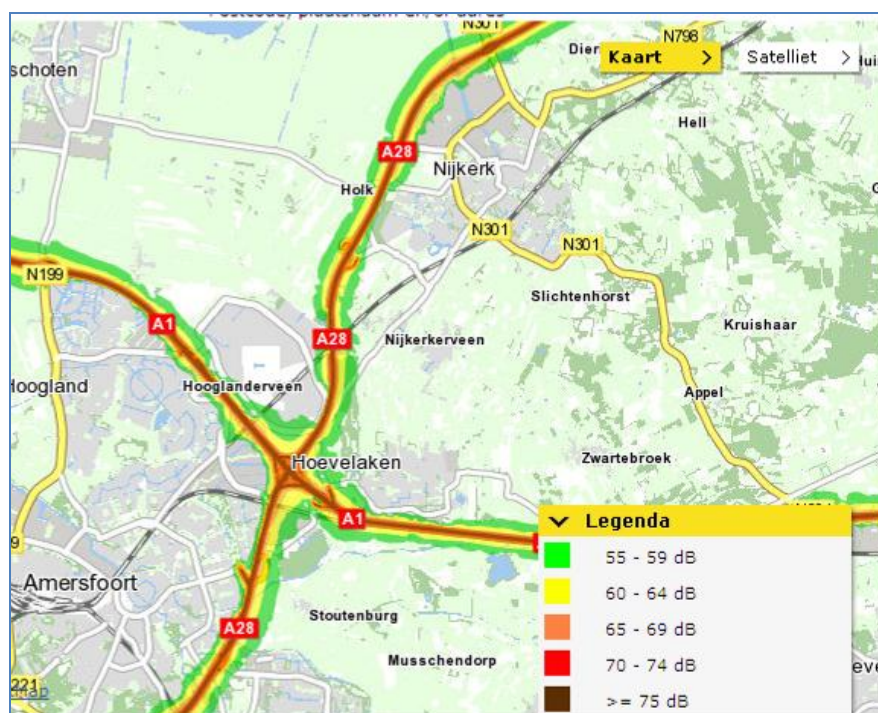 N301
N798
Dier
Kaart >
Satelliet >
schoten
Hell
A28
Nijkerk
Holk
N301
N301
N199
Slichtenhorst
A1
Kruishaar
A28
Nijkerkerveen
Hoogland
Hooglanderveen
Appel
Hoevelaken
Zwartebroek
A1
Legenda
55 - 59 dB
Amersfoort
60 - 64 dB
Stoutenburg
65 - 69 dB
A28
Musschendorp
70 - 74 dB
221
>= 75 dB